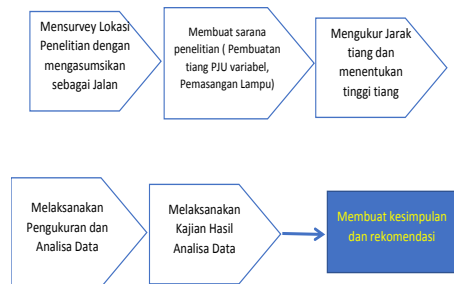 Mensurvey Lokasi
Penelitian dengan
mengasumsikan
sebagai Jalan
Membuat sarana
penelitian ( Pembuatan
tiang PJU variabel,
Pemasangan Lampu)
Mengukur Jarak
tiang dan
menentukan
tinggi tiang
Melaksanakan
Pengukuran dan
Analisa Data
Melaksanakan
Kajian Hasil
Analisa Data
Membuat kesimpulan
dan rekomendasi